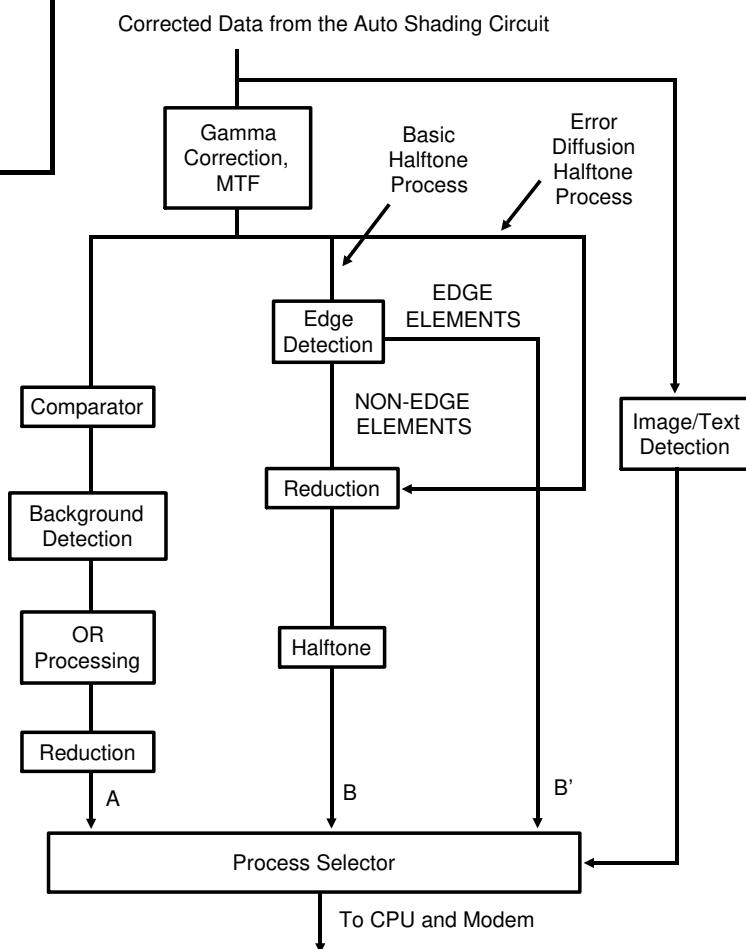 Corrected Data from the Auto Shading Circuit
Gamma
Correction,
MTF
Basic
Halftone
Process
Error
Diffusion
Halftone
Process
Edge
Detection
EDGE
ELEMENTS
Comparator
NON-EDGE
ELEMENTS
Image/Text
Detection
Reduction
Background
Detection
OR
Processing
Halftone
Reduction
A
B
B’
Process Selector
To CPU and Modem